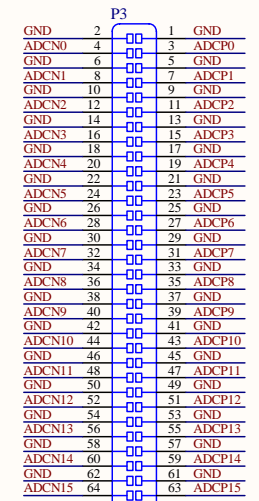 P3
GND 2 1 GND
ADCN0 4 3 ADCP0
GND 6 5 GND
ADCN1 8 7 ADCP1
GND 10 9 GND
ADCN2 12 11 ADCP2
GND 14 13 GND
ADCN3 16 15 ADCP3
GND 18 17 GND
ADCN4 20 19 ADCP4
GND 22 21 GND
ADCN5 24 23 ADCP5
GND 26 25 GND
ADCN6 28 27 ADCP6
GND 30 29 GND
ADCN7 32 31 ADCP7
GND 34 33 GND
ADCN8 36 35 ADCP8
GND 38 37 GND
ADCN9 40 39 ADCP9
GND 42 41 GND
ADCN10 44 43 ADCP10
GND 46 45 GND
ADCN11 48 47 ADCP11
GND 50 49 GND
ADCN12 52 51 ADCP12
GND 54 53 GND
ADCN13 56 55 ADCP13
GND 58 57 GND
ADCN14 60 59 ADCP14
GND 62 61 GND
ADCN15 64 63 ADCP15